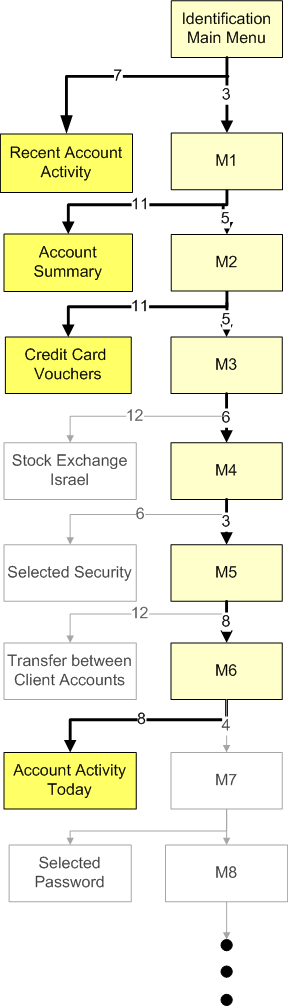 Identification
Main Menu
7
3
Recent Account
Activity
M1
11
5
Account
Summary
M2
11
5
Credit Card
Vouchers
M3
12
6
Stock Exchange
Israel
M4
6
3
Selected Security
M5
12
8
Transfer between
Client Accounts
M6
8
4
Account Activity
Today
M7
Selected
Password
M8